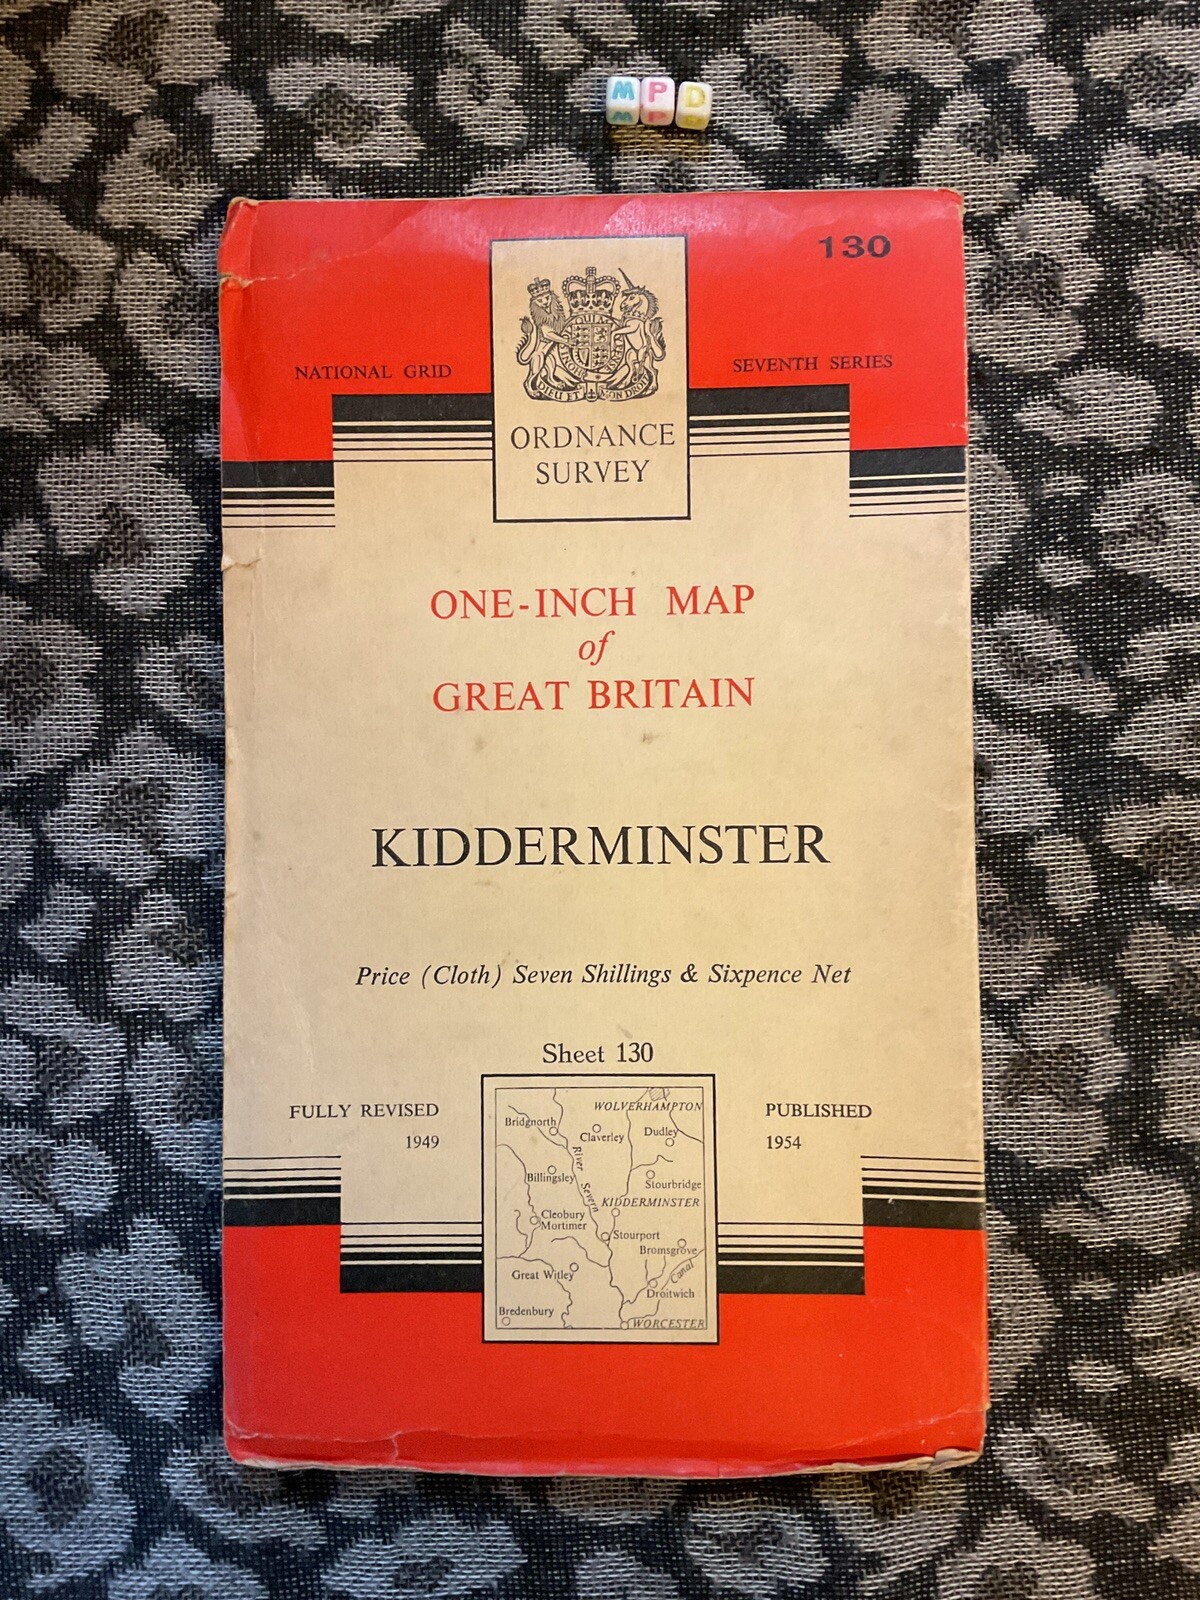 M P D
130
NATIONAL GRID
SEVENTH SERIES
DIEU ET MON DROIT
ORDNANCE
SURVEY
ONE-INCH MAP
of
GREAT BRITAIN
KIDDERMINSTER
Price (Cloth) Seven Shillings & Sixpence Net
Sheet 130
FULLY REVISED
1949
PUBLISHED
1954
WOLVERHAMPTON
Bridgnorth
Claverley
Dudley
River Severn
Billingsley
Stourbridge
KIDDERMINSTER
Cleobury
Mortimer
Stourport
Bromsgrove
Great Witley
Canal
Droitwich
Bredenbury
WORCESTER